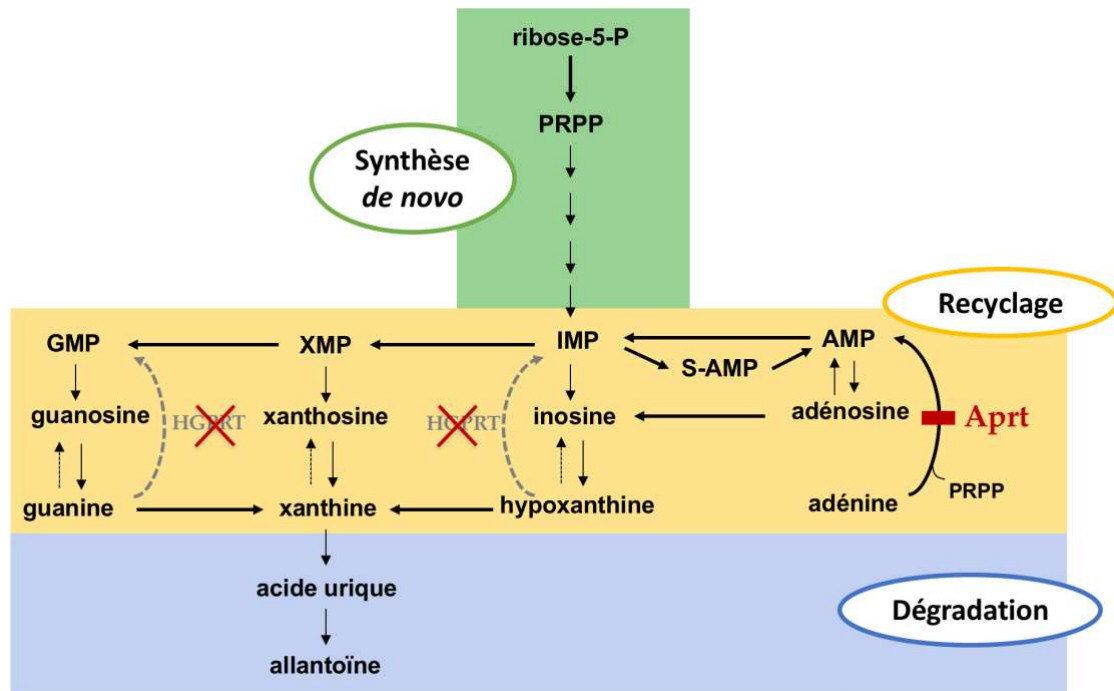 ribose-5-P
PRPP
Synthèse
de novo
Recyclage
GMP
XMP
IMP
AMP
S-AMP
guanosine
HGPRT
xanthosine
HGPRT
inosine
adénosine
Aprt
guanine
xanthine
hypoxanthine
adénine
PRPP
acide urique
Dégradation
allantoïne